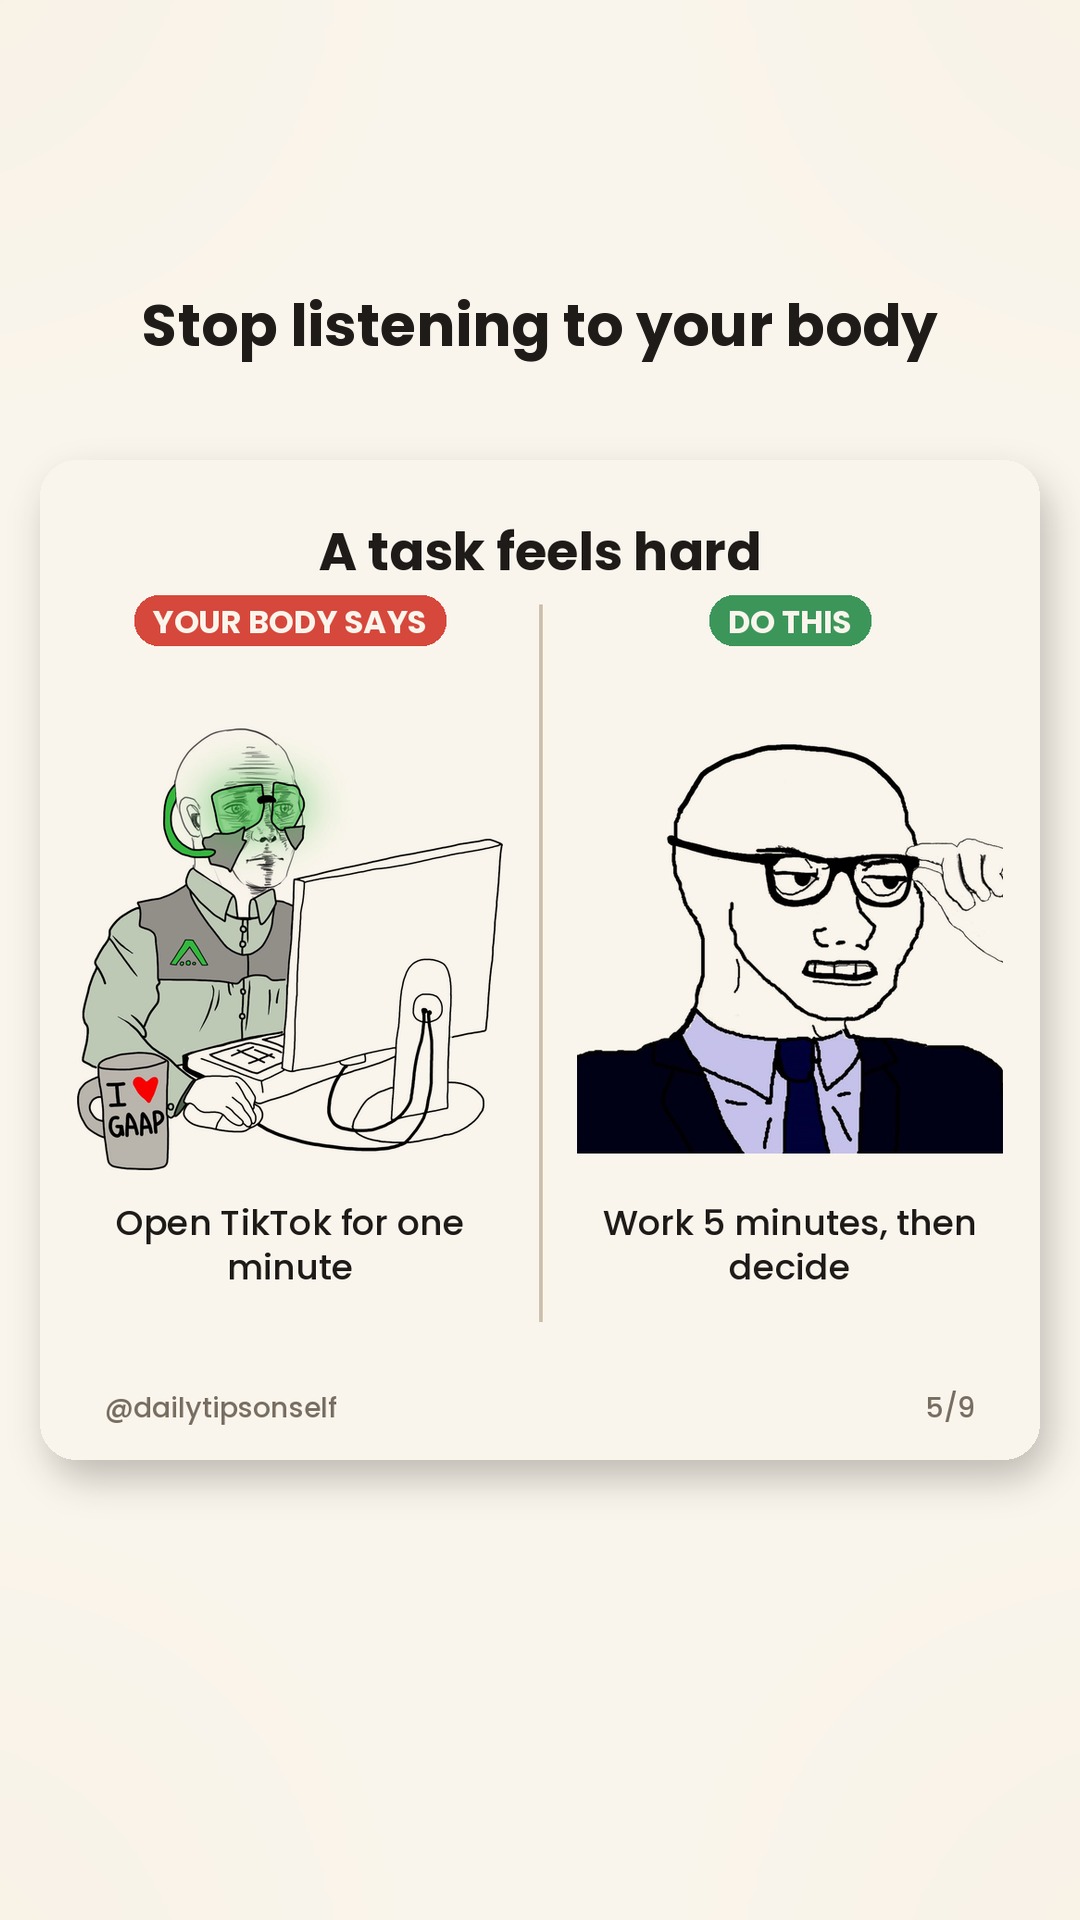 Stop listening to your body
A task feels hard
YOUR BODY SAYS
DO THIS
I ❤
GAAP
Open TikTok for one
minute
Work 5 minutes, then
decide
@dailytipsonself
5/9